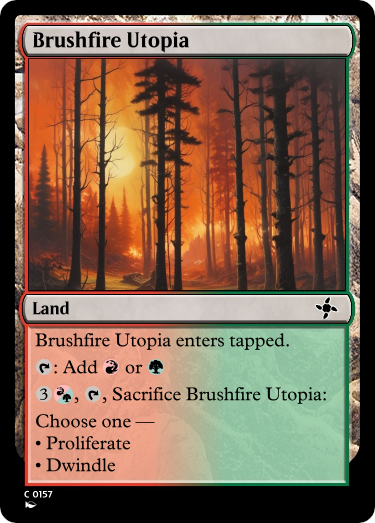 Brushfire Utopia
Land
Brushfire Utopia enters tapped.
: Add or
3 , , Sacrifice Brushfire Utopia:
Choose one —
• Proliferate
• Dwindle
C 0157